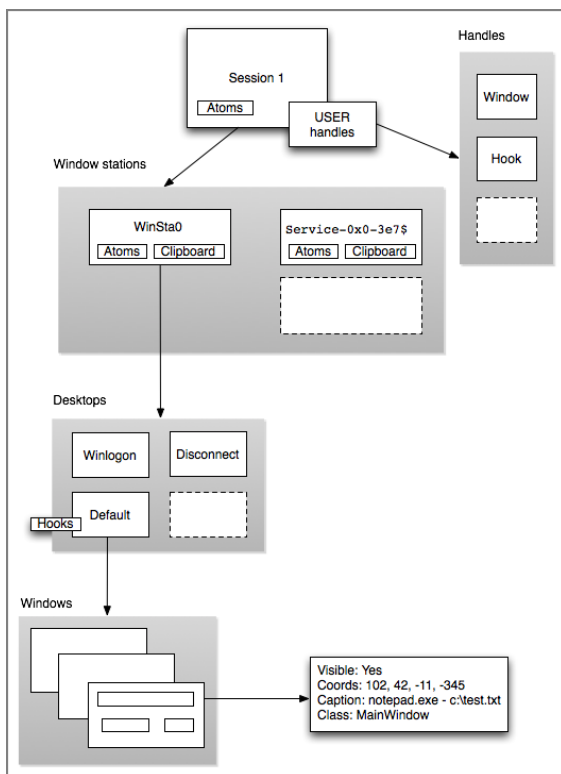 Handles
Session 1
Atoms
USER
handles
Window
Hook
Window stations
WinSta0
Atoms
Clipboard
Service-0x0-3e7$
Atoms
Clipboard
Desktops
Winlogon
Disconnect
Hooks
Default
Windows
Visible: Yes
Coords: 102, 42, -11, -345
Caption: notepad.exe - c:\test.txt
Class: MainWindow